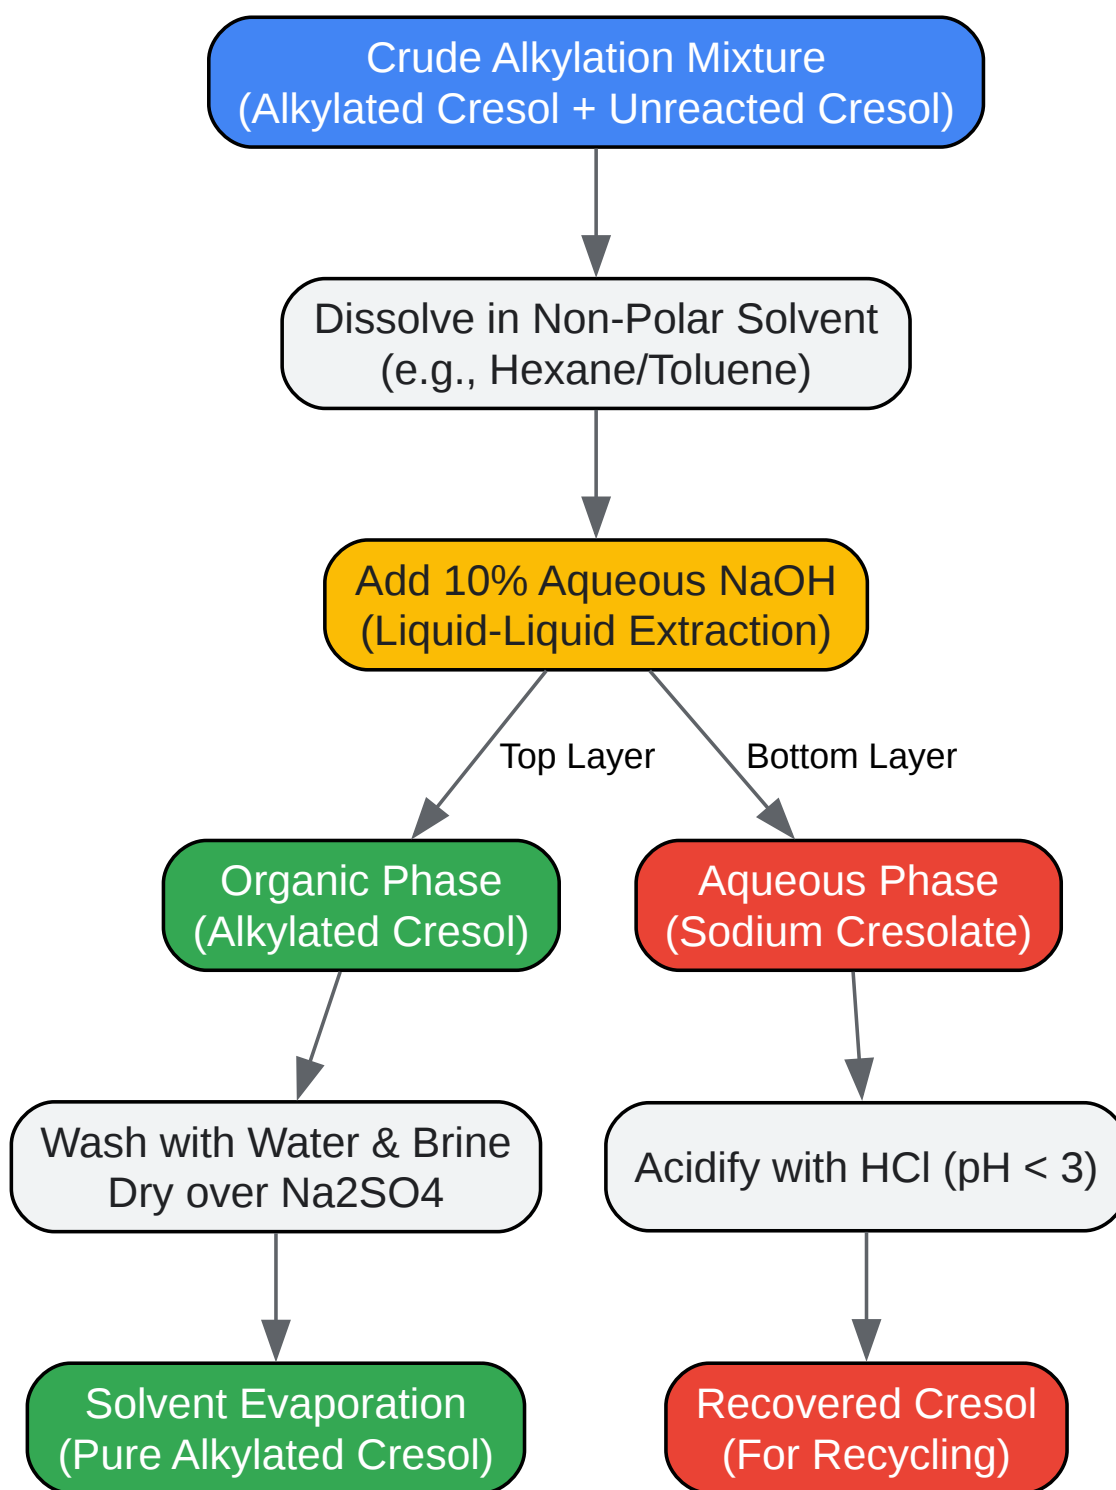 Crude Alkylation Mixture
(Alkylated Cresol + Unreacted Cresol)
Dissolve in Non-Polar Solvent
(e.g., Hexane/Toluene)
Add 10% Aqueous NaOH
(Liquid-Liquid Extraction)
Top Layer
Bottom Layer
Organic Phase
(Alkylated Cresol)
Aqueous Phase
(Sodium Cresolate)
Wash with Water & Brine
Dry over Na2SO4
Acidify with HCl (pH < 3)
Solvent Evaporation
(Pure Alkylated Cresol)
Recovered Cresol
(For Recycling)